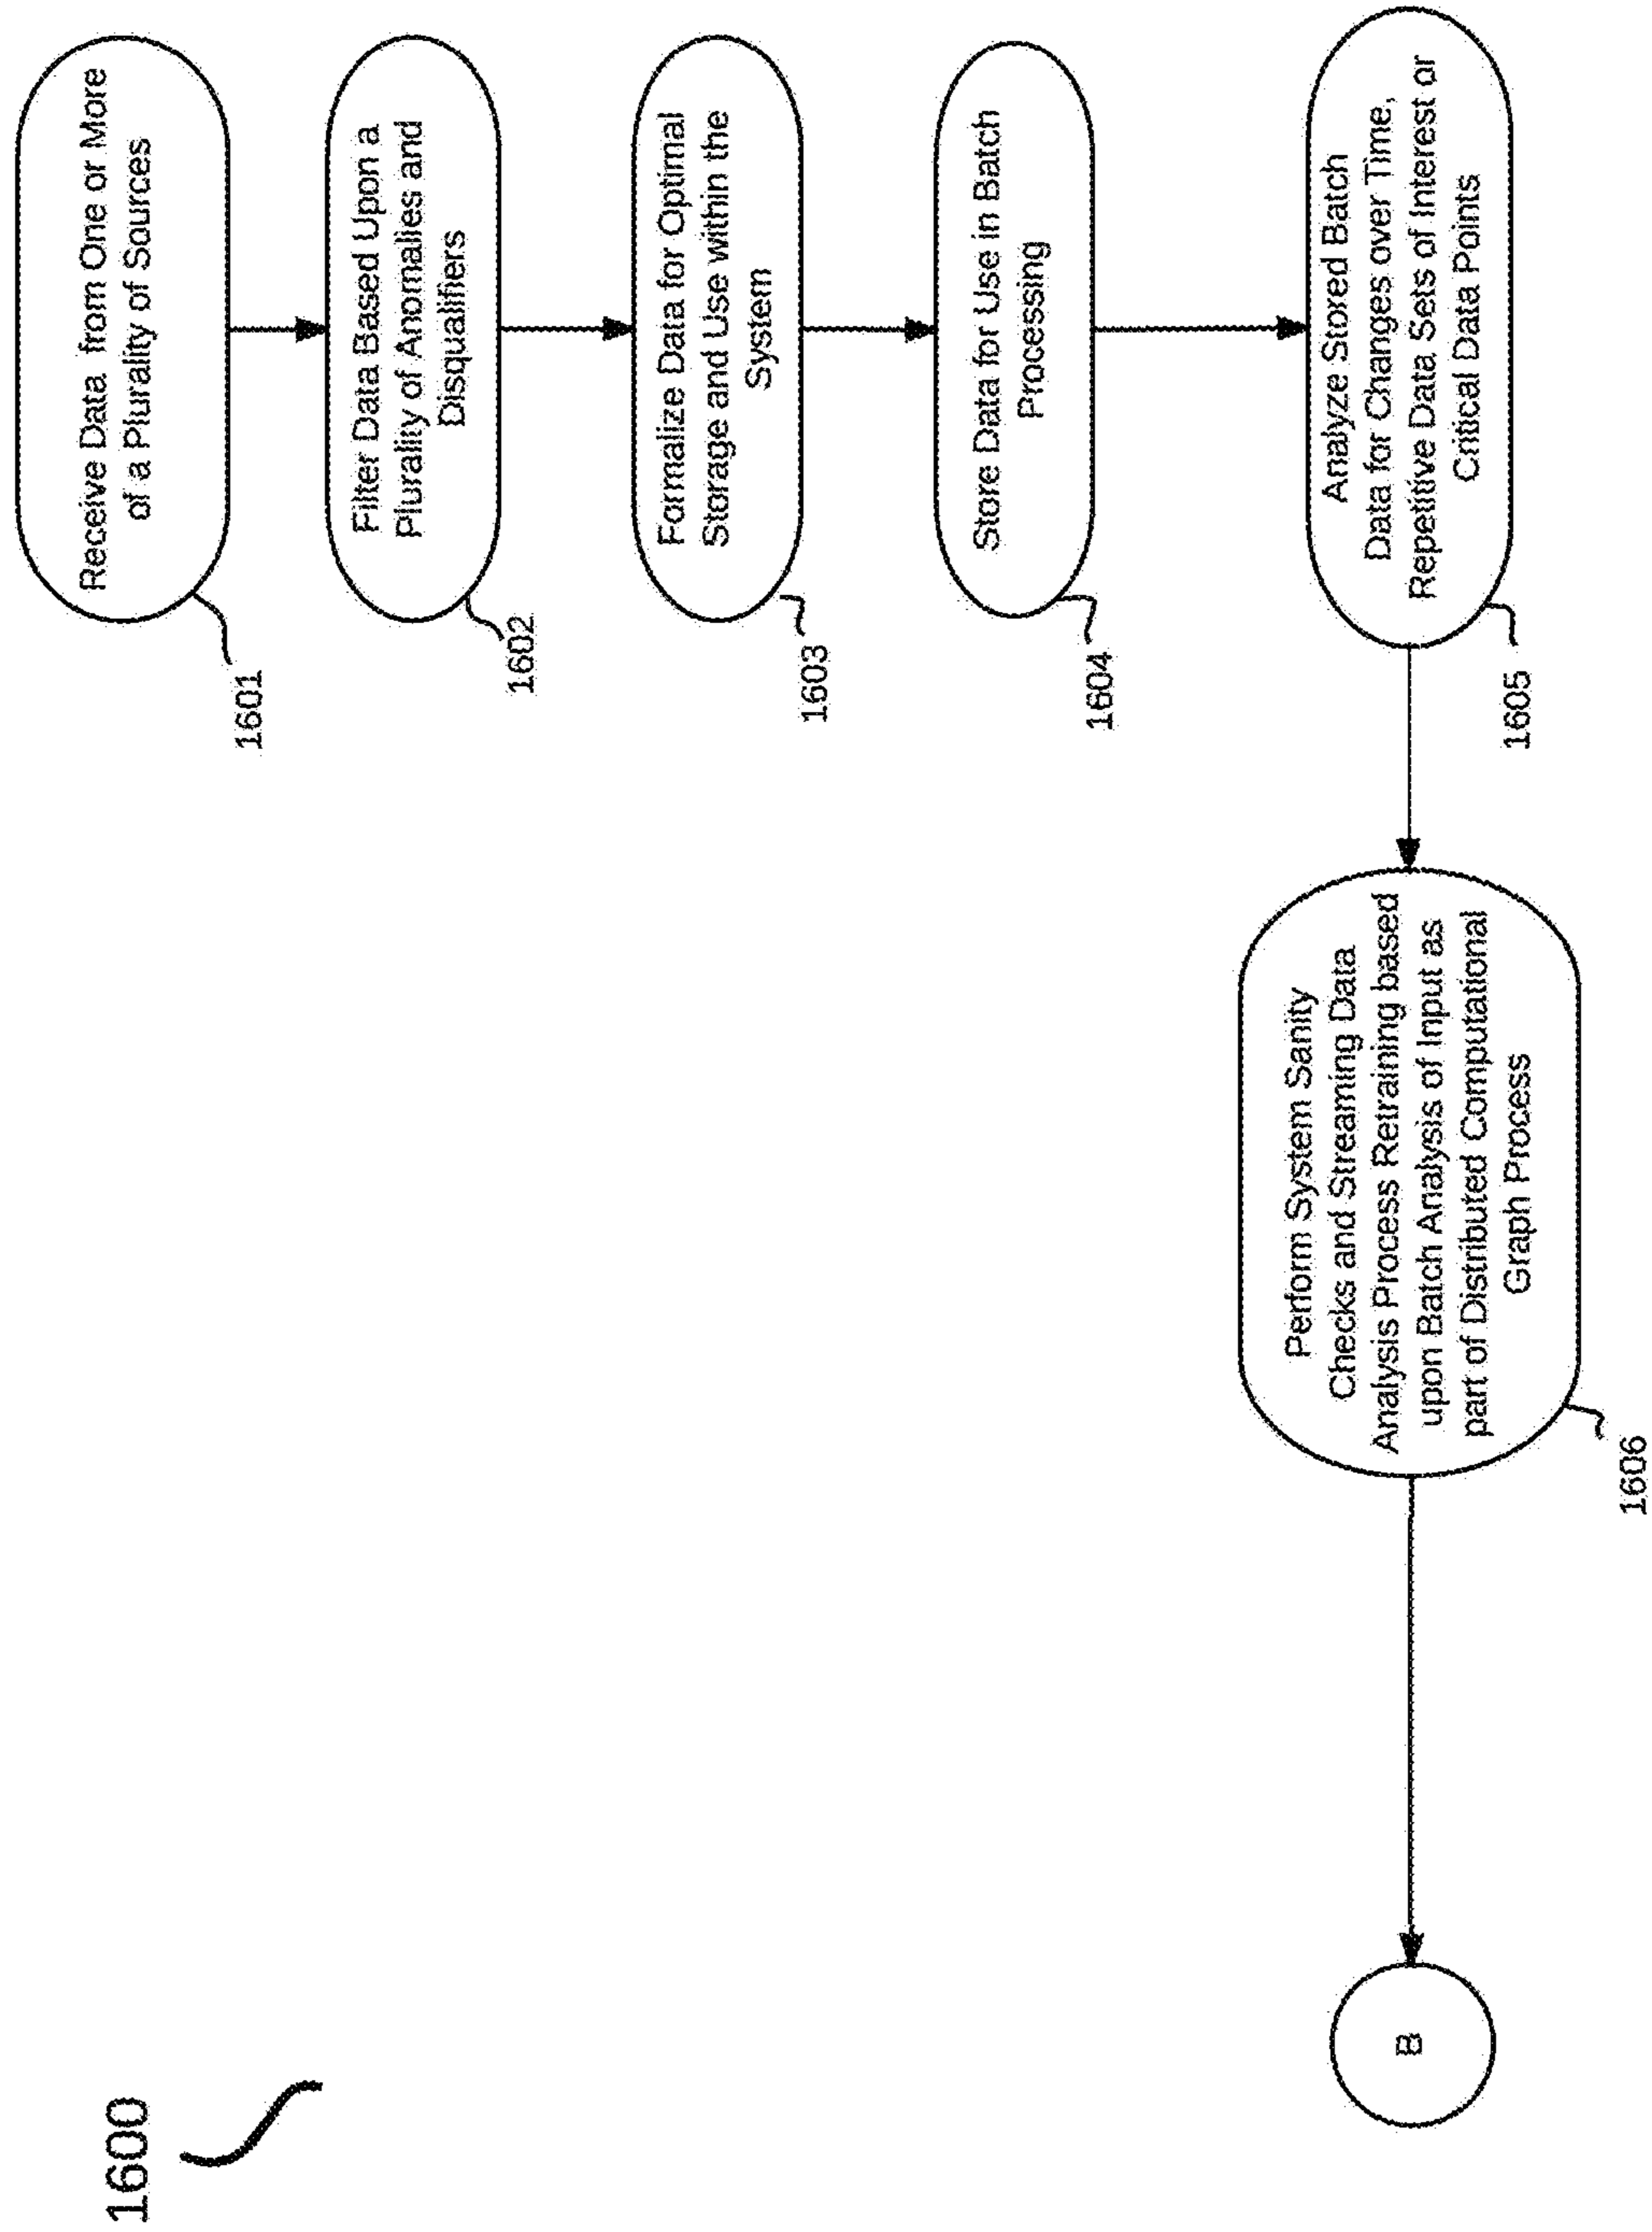 1600
Receive Data from One or More
of a Plurality of Sources
1601
Filter Data Based Upon a
Plurality of Anomalies and
Disqualifiers
1602
Formalize Data for Optimal
Storage and Use within the
System
1603
Store Data for Use in Batch
Processing
1604
Analyze Stored Batch
Data for Changes over Time,
Repetitive Data Sets of Interest or
Critical Data Points
1605
Perform System Sanity
Checks and Streaming Data
Analysis Process Retraining based
upon Batch Analysis of Input as
part of Distributed Computational
Graph Process
1606
B